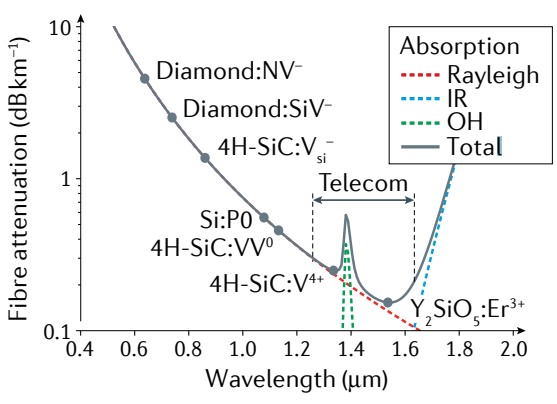 Fibre attenuation (dB km⁻¹)
10
1
0.1
Absorption
Rayleigh
IR
OH
Total
Diamond:NV⁻
Diamond:SiV⁻
4H-SiC:V_si⁻
Telecom
Si:P0
4H-SiC:VV⁰
4H-SiC:V⁴⁺
Y₂SiO₅:Er³⁺
0.4 0.6 0.8 1.0 1.2 1.4 1.6 1.8 2.0
Wavelength (μm)